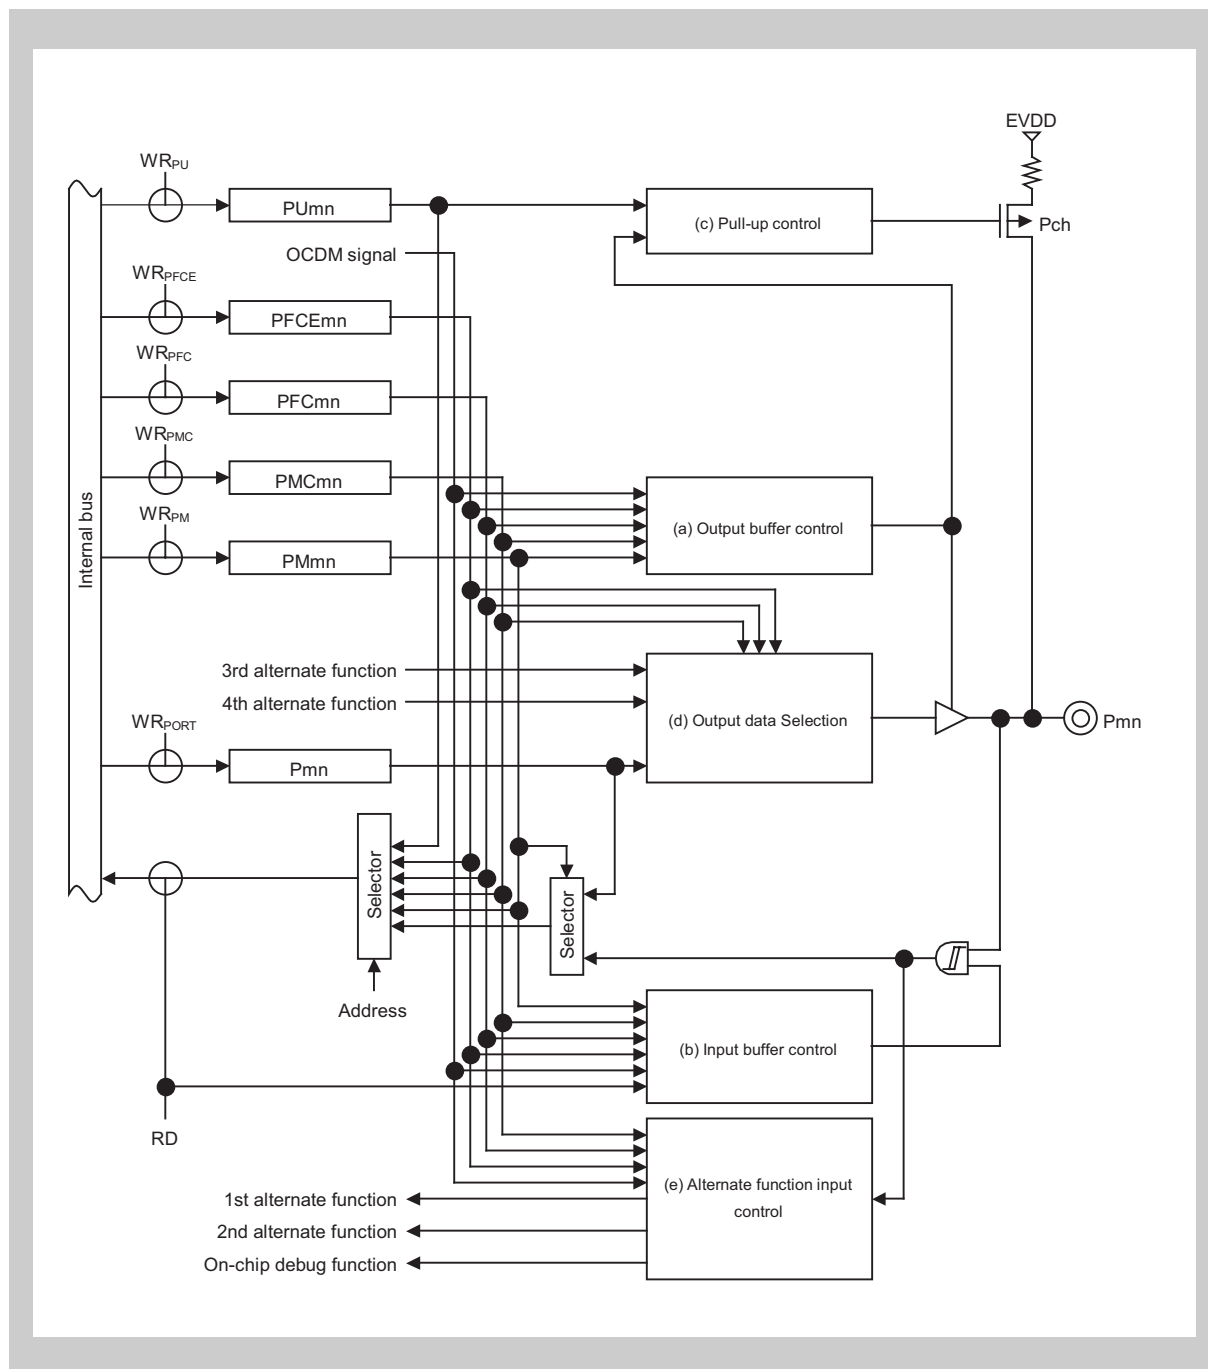 EVDD
WRPU
PUmn
(c) Pull-up control
Pch
OCDM signal
WRPFCE
PFCEmn
WRPFC
PFCmn
WRPMC
PMCmn
Internal bus
(a) Output buffer control
WRPM
PMmn
3rd alternate function
4th alternate function
(d) Output data Selection
Pmn
WRPORT
Pmn
Selector
Selector
Address
(b) Input buffer control
RD
(e) Alternate function input
control
1st alternate function
2nd alternate function
On-chip debug function